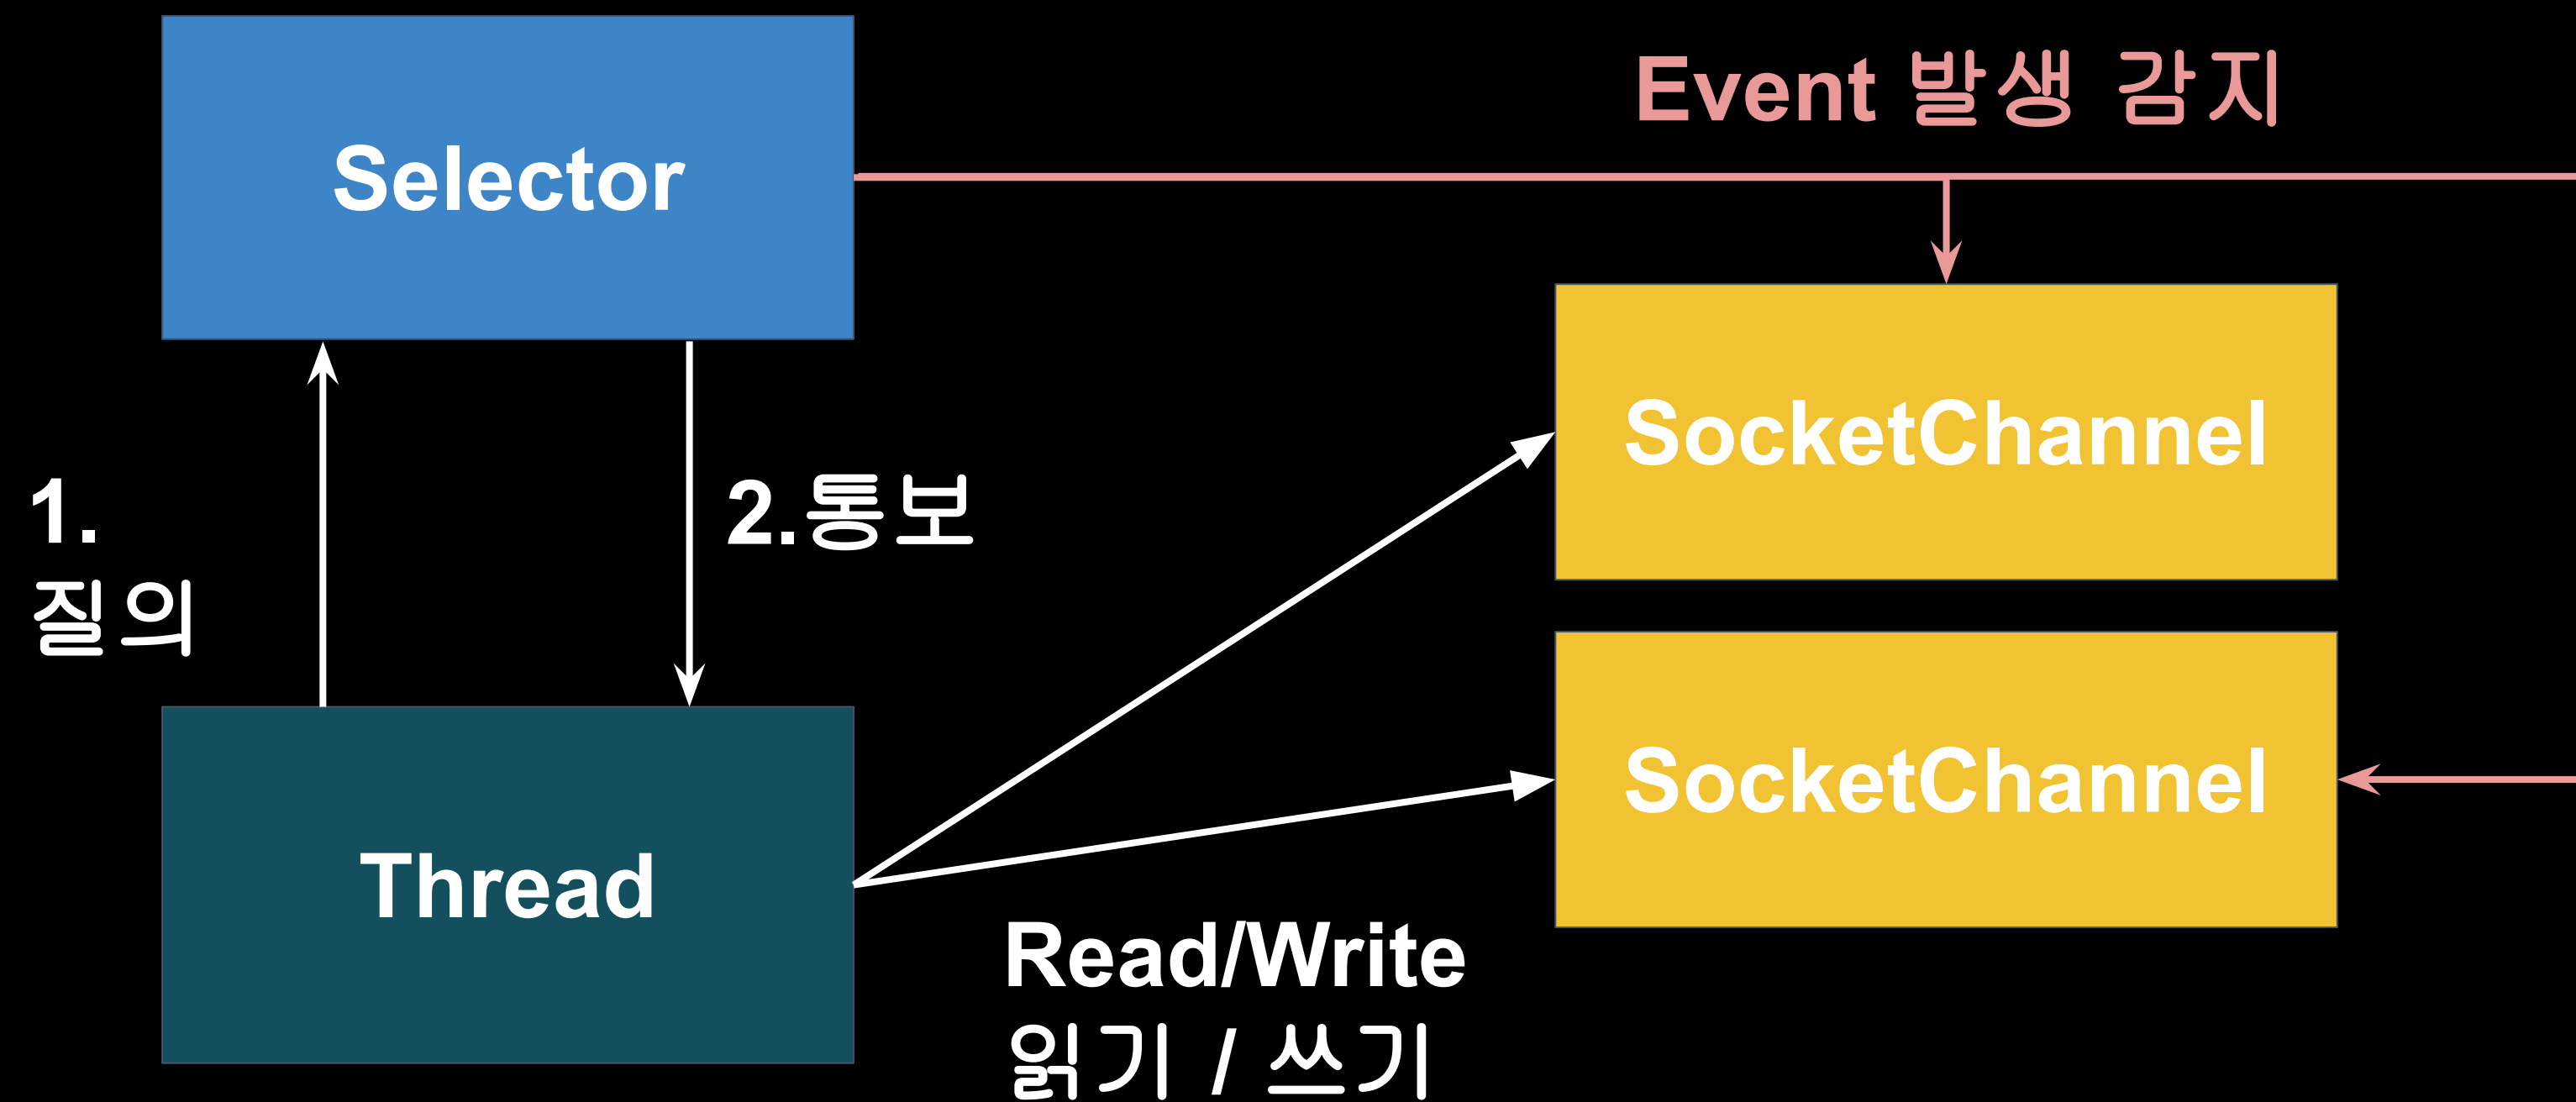 Event 발생 감지
Selector
SocketChannel
1.
질의
2.통보
SocketChannel
Thread
Read/Write
읽기 / 쓰기